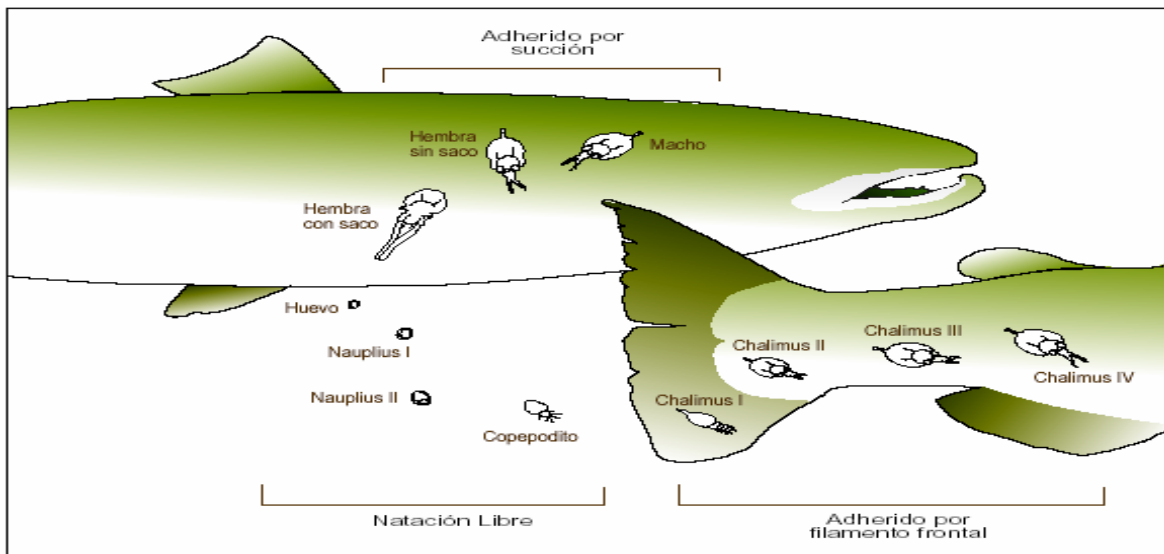 Adherido por
succión
Hembra
sin saco
Macho
Hembra
con saco
Huevo
Nauplius I
Nauplius II
Copepodito
Chalimus I
Chalimus II
Chalimus III
Chalimus IV
Natación Libre
Adherido por
filamento frontal